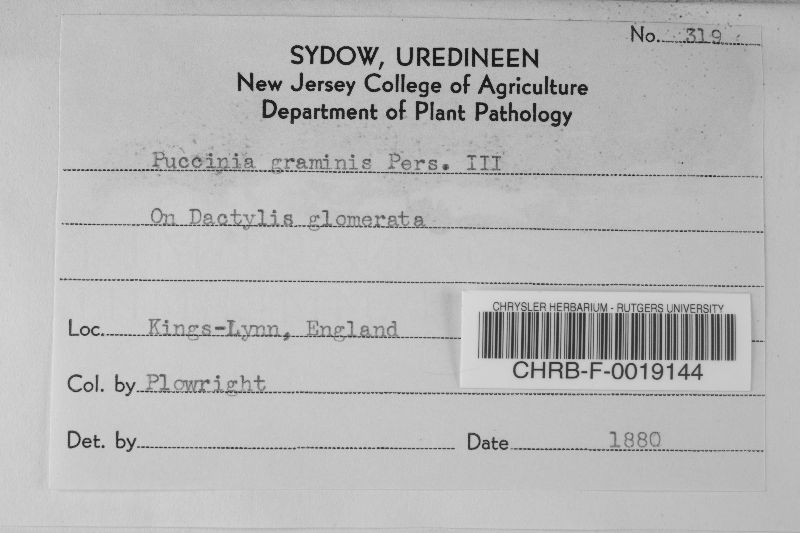 No. 319
SYDOW, UREDINEEN
New Jersey College of Agriculture
Department of Plant Pathology
Puccinia graminis Pers. III
On Dactylis glomerata
Loc. Kings-Lynn, England
CHRYSLER HERBARIUM - RUTGERS UNIVERSITY
CHRB-F-0019144
Col. by Plowright
Det. by
Date 1880